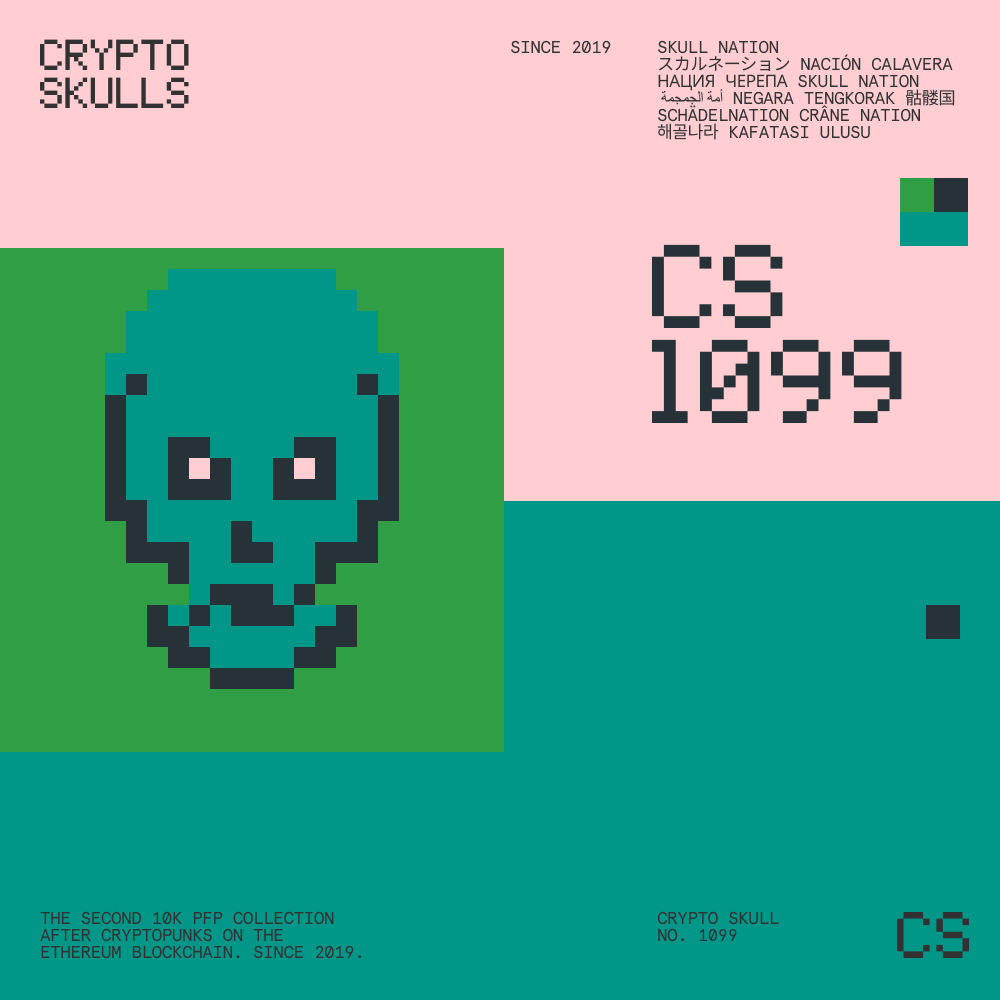 CRYPTO
SKULLS
SINCE 2019
SKULL NATION
スカルネーション NACIÓN CALAVERA
НАЦИЯ ЧЕРЕПА SKULL NATION
أمة الجمجمة NEGARA TENGKORAK 骷髅国
SCHÄDELNATION CRÂNE NATION
해골나라 KAFATASI ULUSU
CS
1099
THE SECOND 10K PFP COLLECTION
AFTER CRYPTOPUNKS ON THE
ETHEREUM BLOCKCHAIN. SINCE 2019.
CRYPTO SKULL
NO. 1099
CS